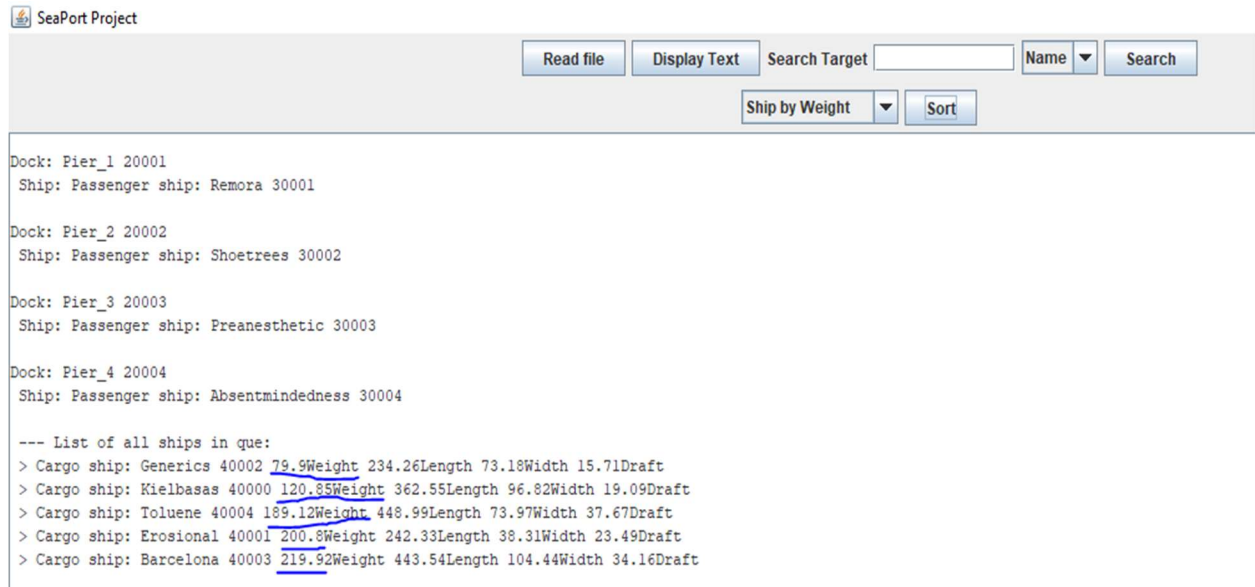 SeaPort Project
Read file Display Text Search Target Name Search
Ship by Weight Sort
Dock: Pier_1 20001
Ship: Passenger ship: Remora 30001
Dock: Pier_2 20002
Ship: Passenger ship: Shoetrees 30002
Dock: Pier_3 20003
Ship: Passenger ship: Preanesthetic 30003
Dock: Pier_4 20004
Ship: Passenger ship: Absentmindedness 30004
--- List of all ships in que:
> Cargo ship: Generics 40002 79.9Weight 234.26Length 73.18Width 15.71Draft
> Cargo ship: Kielbasas 40000 120.85Weight 362.55Length 96.82Width 19.09Draft
> Cargo ship: Toluene 40004 189.12Weight 448.99Length 73.97Width 37.67Draft
> Cargo ship: Erosional 40001 200.8Weight 242.33Length 38.31Width 23.49Draft
> Cargo ship: Barcelona 40003 219.92Weight 443.54Length 104.44Width 34.16Draft